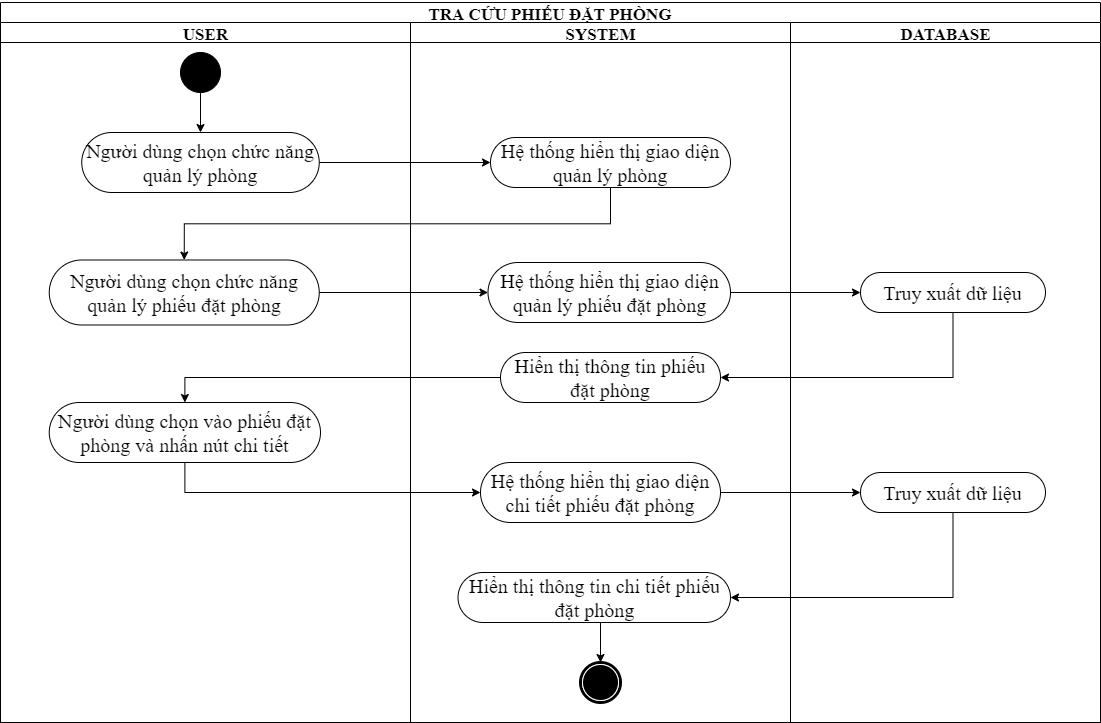 TRA CỨU PHIẾU ĐẶT PHÒNG
USER
SYSTEM
DATABASE
Người dùng chọn chức năng
quản lý phòng
Hệ thống hiển thị giao diện
quản lý phòng
Người dùng chọn chức năng
quản lý phiếu đặt phòng
Hệ thống hiển thị giao diện
quản lý phiếu đặt phòng
Truy xuất dữ liệu
Hiển thị thông tin phiếu
đặt phòng
Người dùng chọn vào phiếu đặt
phòng và nhấn nút chi tiết
Hệ thống hiển thị giao diện
chi tiết phiếu đặt phòng
Truy xuất dữ liệu
Hiển thị thông tin chi tiết phiếu
đặt phòng